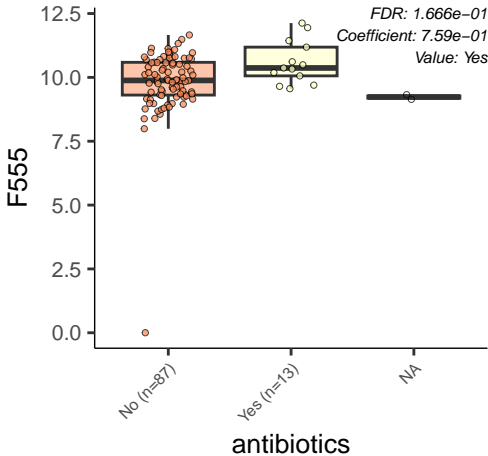 FDR: 1.666e−01
Coefficient: 7.59e−01
Value: Yes
12.5
10.0
7.5
5.0
2.5
0.0
F555
No (n=87)
Yes (n=13)
NA
antibiotics